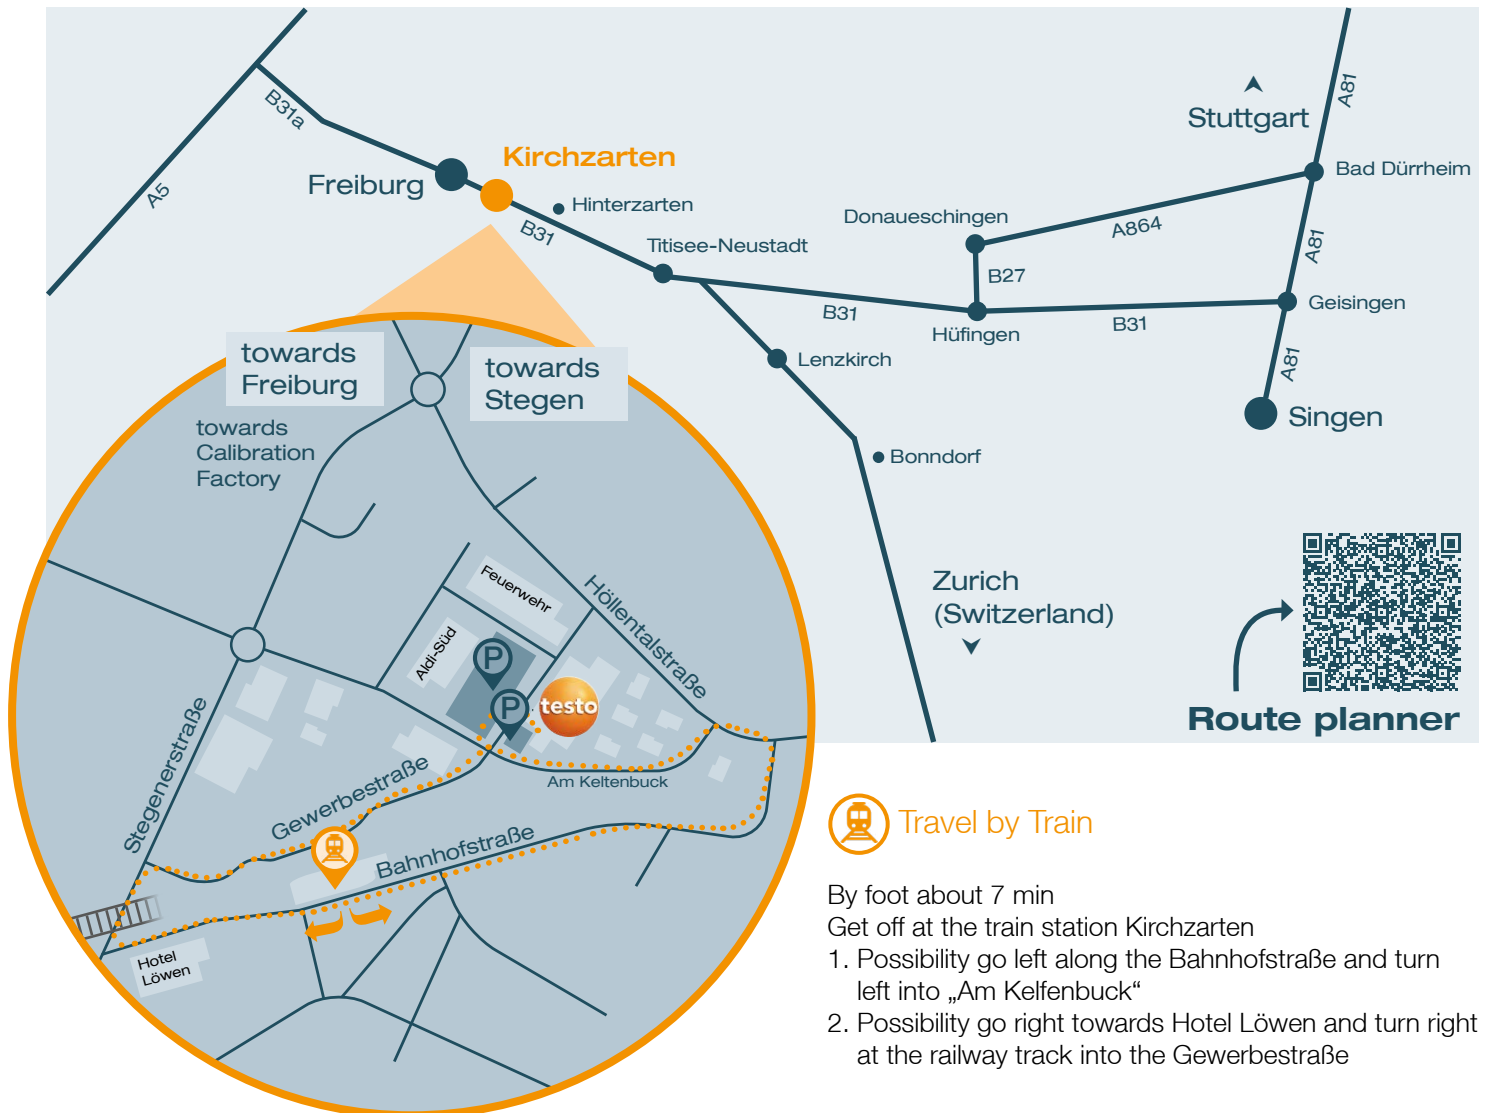 A5
B31a
Freiburg
Kirchzarten
Hinterzarten
B31
Titisee-Neustadt
B31
Lenzkirch
Bonndorf
Donaueschingen
B27
Hüfingen
A864
B31
Stuttgart
A81
Bad Dürrheim
A81
Geisingen
A81
Singen
Zurich
(Switzerland)
Route planner
towards
Freiburg
towards
Stegen
towards
Calibration
Factory
Feuerwehr
Aldi-Süd
Höllentalstraße
P
P
testo
Stegenerstraße
Gewerbestraße
Am Keltenbuck
Bahnhofstraße
Hotel
Löwen
Travel by Train
By foot about 7 min
Get off at the train station Kirchzarten
1. Possibility go left along the Bahnhofstraße and turn
left into „Am Kelfenbuck“
2. Possibility go right towards Hotel Löwen and turn right
at the railway track into the Gewerbestraße